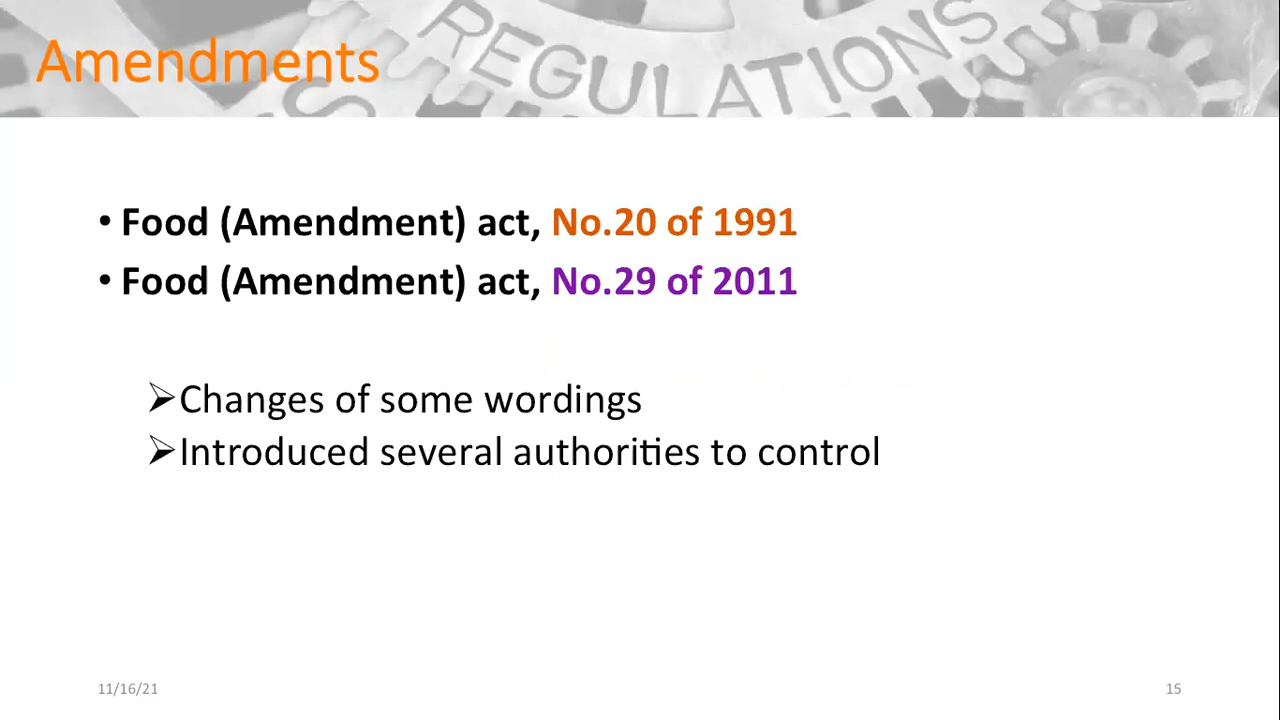 REGULATIONS
Amendments
• Food (Amendment) act, No.20 of 1991
• Food (Amendment) act, No.29 of 2011
➢Changes of some wordings
➢Introduced several authorities to control
11/16/21
15